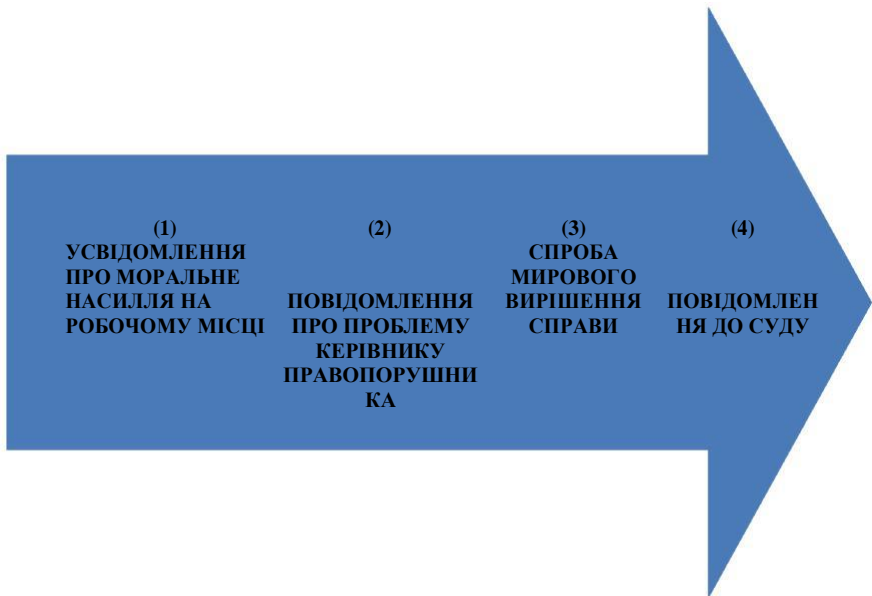 (1)
УСВІДОМЛЕННЯ
ПРО МОРАЛЬНЕ
НАСИЛЛЯ НА
РОБОЧОМУ МІСЦІ
(2)
ПОВІДОМЛЕННЯ
ПРО ПРОБЛЕМУ
КЕРІВНИКУ
ПРАВОПОРУШНИ
КА
(3)
СПРОБА
МИРОВОГО
ВИРІШЕННЯ
СПРАВИ
(4)
ПОВІДОМЛЕН
НЯ ДО СУДУ